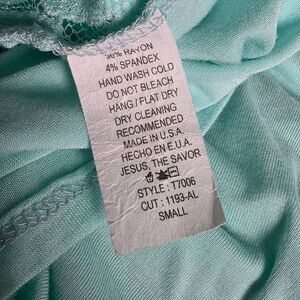 96% RAYON
4% SPANDEX
HAND WASH COLD
DO NOT BLEACH
HANG / FLAT DRY
DRY CLEANING
RECOMMENDED
MADE IN U.S.A.
HECHO EN E.U.A.
JESUS, THE SAVOR
STYLE : T7006
CUT : 1193-AL
SMALL